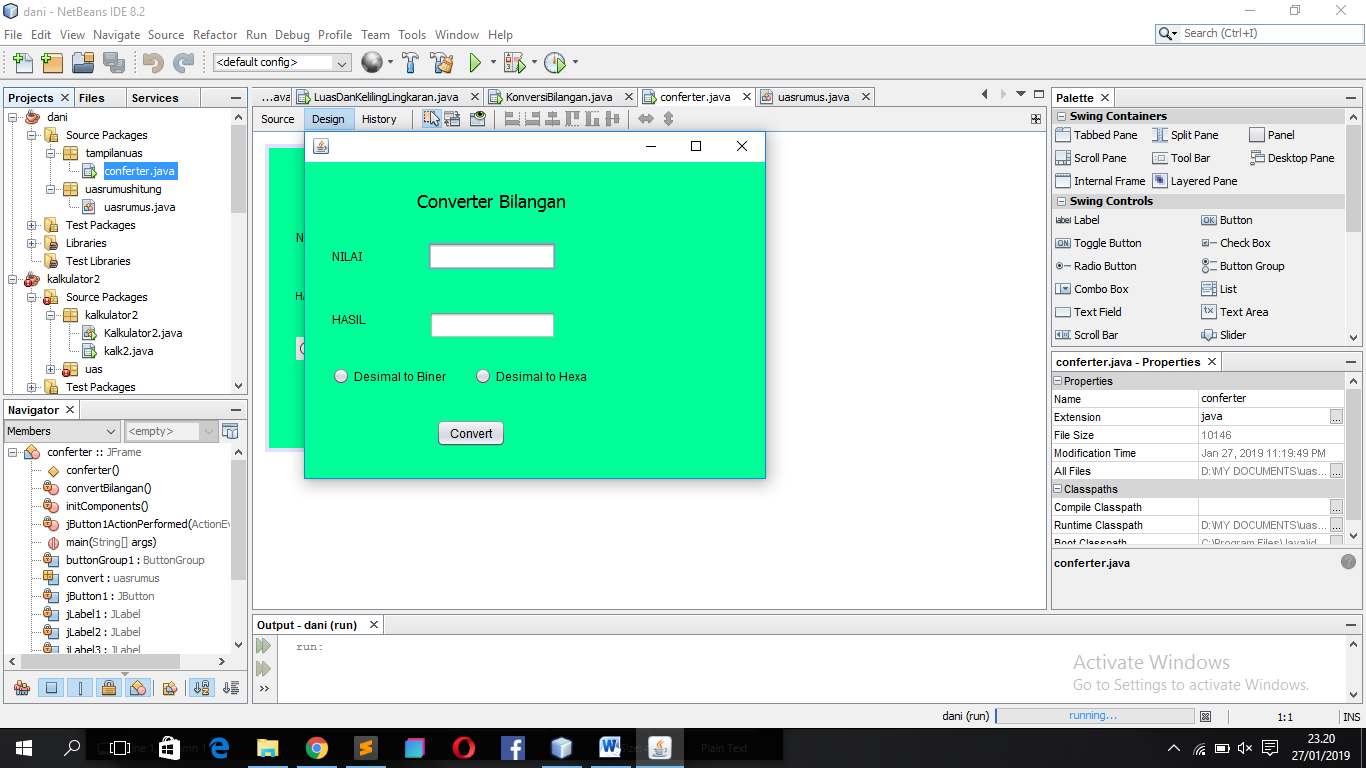 dani - NetBeans IDE 8.2
File Edit View Navigate Source Refactor Run Debug Profile Team Tools Window Help
Search (Ctrl+I)
<default config>
Projects Files Services
dani
Source Packages
tampilanuas
conferter.java
uasrumushitung
uasrumus.java
Test Packages
Libraries
Test Libraries
kalkulator2
Source Packages
kalkulator2
Kalkulator2.java
kalk2.java
uas
Test Packages
Navigator
Members <empty>
conferter :: JFrame
conferter()
convertBilangan()
initComponents()
jButton1ActionPerformed(ActionEv
main(String[] args)
buttonGroup1 : ButtonGroup
convert : uasrumus
jButton1 : JButton
jLabel1 : JLabel
jLabel2 : JLabel
jLabel3 : JLabel
...ava LuasDanKelilingLingkaran.java KonversiBilangan.java conferter.java uasrumus.java
Source Design History
Converter Bilangan
NILAI
HASIL
Desimal to Biner Desimal to Hexa
Convert
Output - dani (run)
run:
Palette
Swing Containers
Tabbed Pane Split Pane Panel
Scroll Pane Tool Bar Desktop Pane
Internal Frame Layered Pane
Swing Controls
Label Button
Toggle Button Check Box
Radio Button Button Group
Combo Box List
Text Field Text Area
Scroll Bar Slider
conferter.java - Properties
Properties
Name conferter
Extension java
File Size 10146
Modification Time Jan 27, 2019 11:19:49 PM
All Files D:\MY DOCUMENTS\uas...
Classpaths
Compile Classpath
Runtime Classpath D:\MY DOCUMENTS\uas...
Boot Classpath C:\Program Files\Java\jd
conferter.java
Activate Windows
Go to Settings to activate Windows.
dani (run) running... 1:1 INS
Plain Text
23.20
27/01/2019